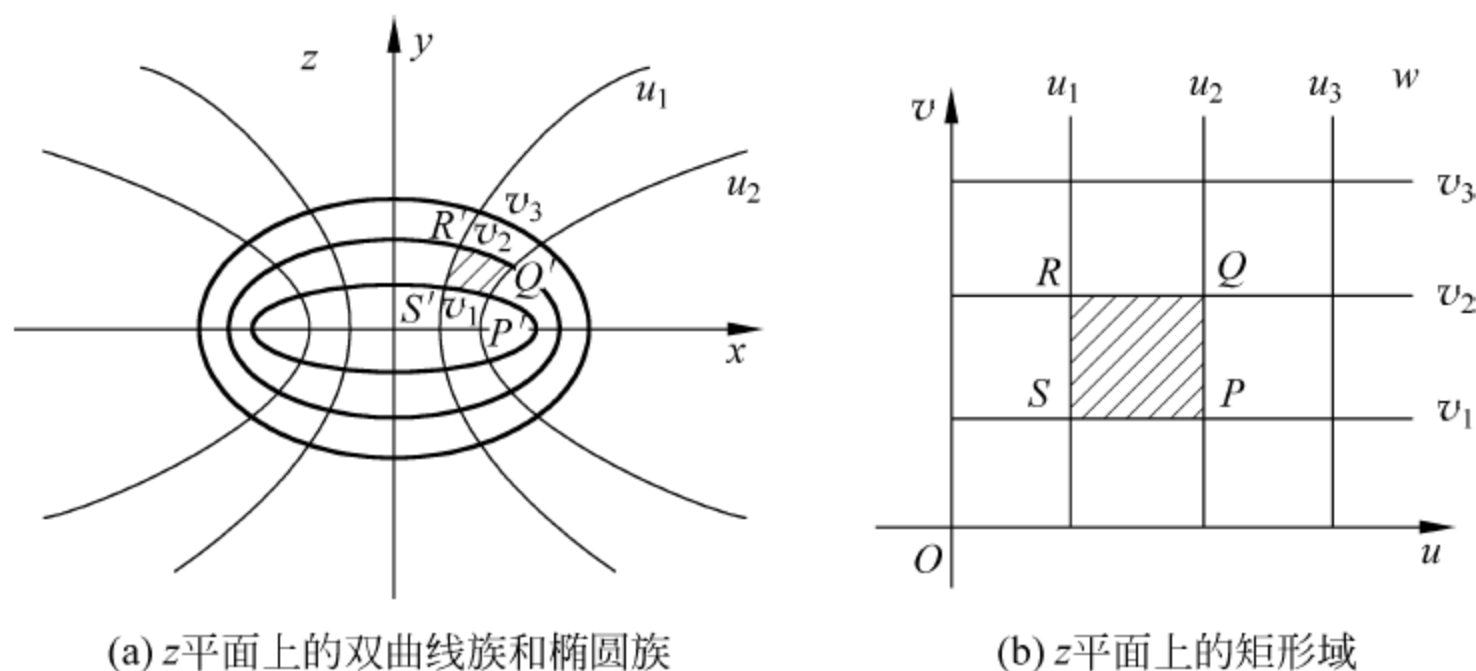 z
y
u₁
u₂
v₃
R′
v₂
Q′
S′
v₁
P′
x
(a) z平面上的双曲线族和椭圆族
w
u₁
u₂
u₃
v
v₃
R
Q
v₂
S
P
v₁
O
u
(b) z平面上的矩形域